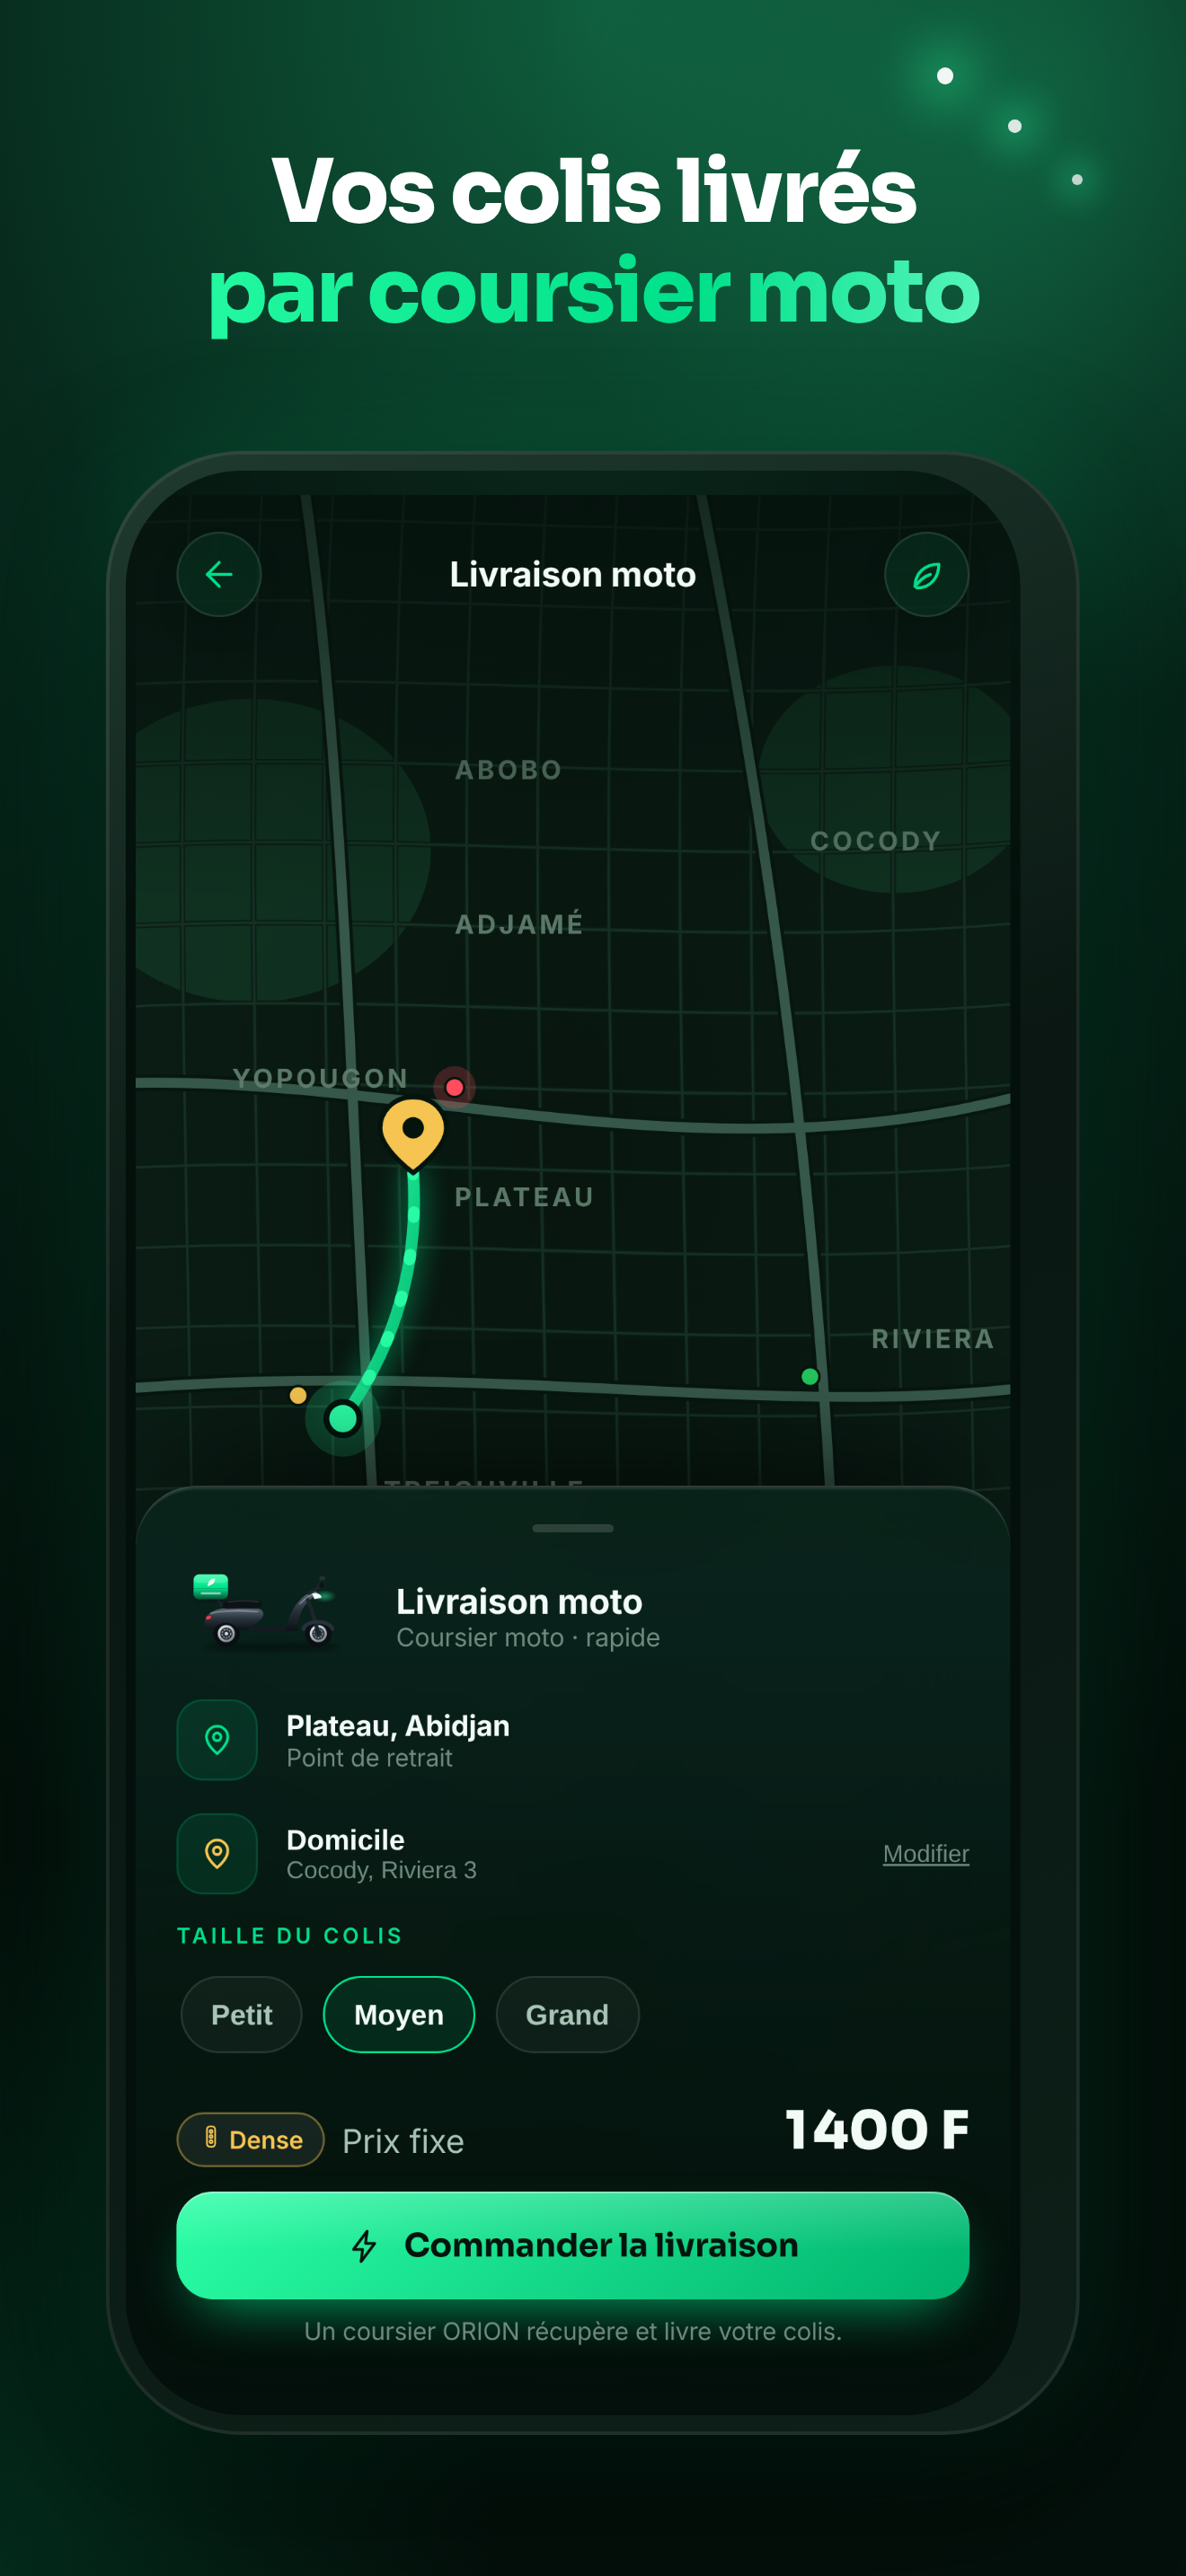 Vos colis livrés
par coursier moto
Livraison moto
ABOBO
COCODY
ADJAMÉ
YOPOUGON
PLATEAU
RIVIERA
Livraison moto
Coursier moto · rapide
Plateau, Abidjan
Point de retrait
Domicile
Cocody, Riviera 3
Modifier
TAILLE DU COLIS
Petit
Moyen
Grand
Dense
Prix fixe
1 400 F
Commander la livraison
Un coursier ORION récupère et livre votre colis.